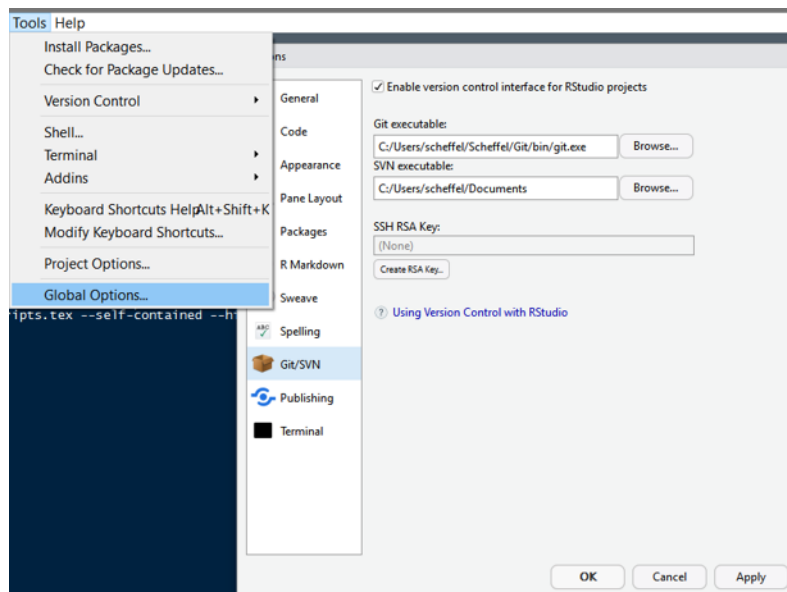 Tools Help
Install Packages...
Check for Package Updates...
Version Control
Shell...
Terminal
Addins
Keyboard Shortcuts Help Alt+Shift+K
Modify Keyboard Shortcuts...
Project Options...
Global Options...
ipts.tex --self-contained --h
ns
General
Code
Appearance
Pane Layout
Packages
R Markdown
Sweave
ABC
Spelling
Git/SVN
Publishing
Terminal
Enable version control interface for RStudio projects
Git executable:
C:/Users/scheffel/Scheffel/Git/bin/git.exe Browse...
SVN executable:
C:/Users/scheffel/Documents Browse...
SSH RSA Key:
(None)
Create RSA Key...
? Using Version Control with RStudio
OK Cancel Apply